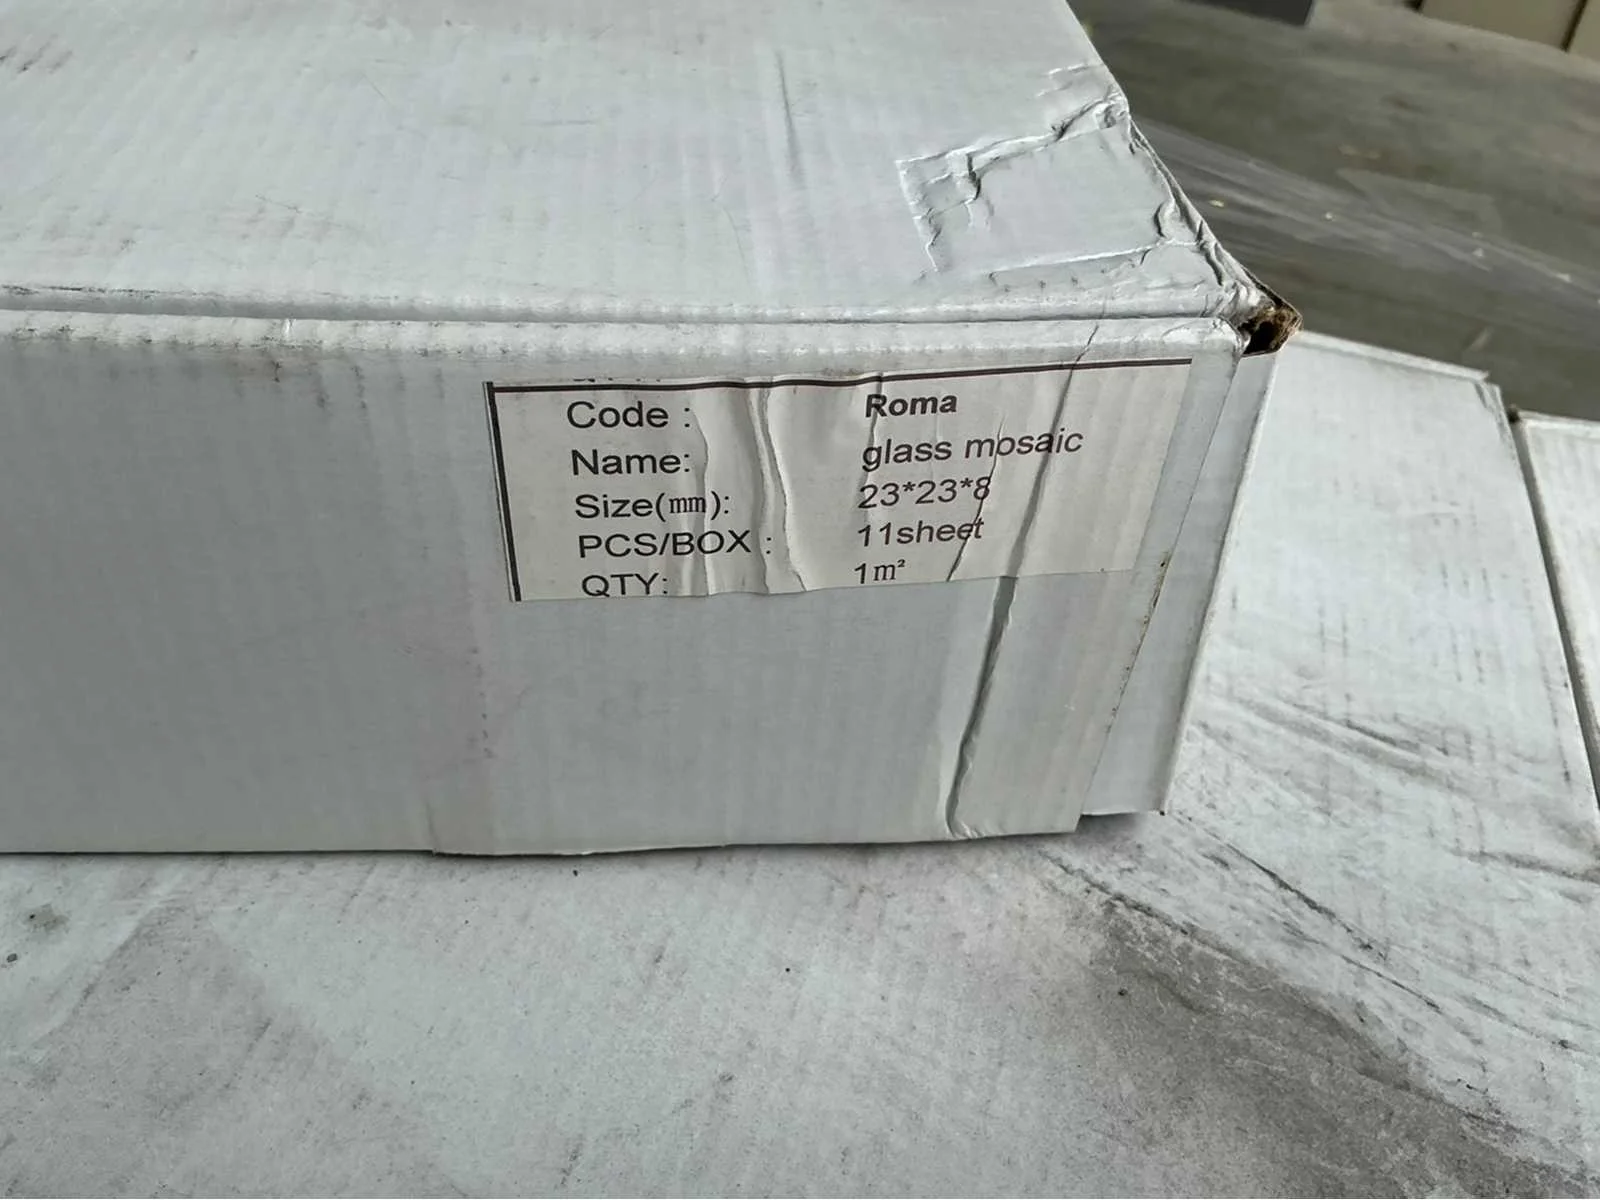 Code : Roma
Name: glass mosaic
Size(mm): 23*23*8
PCS/BOX : 11sheet
QTY: 1m²